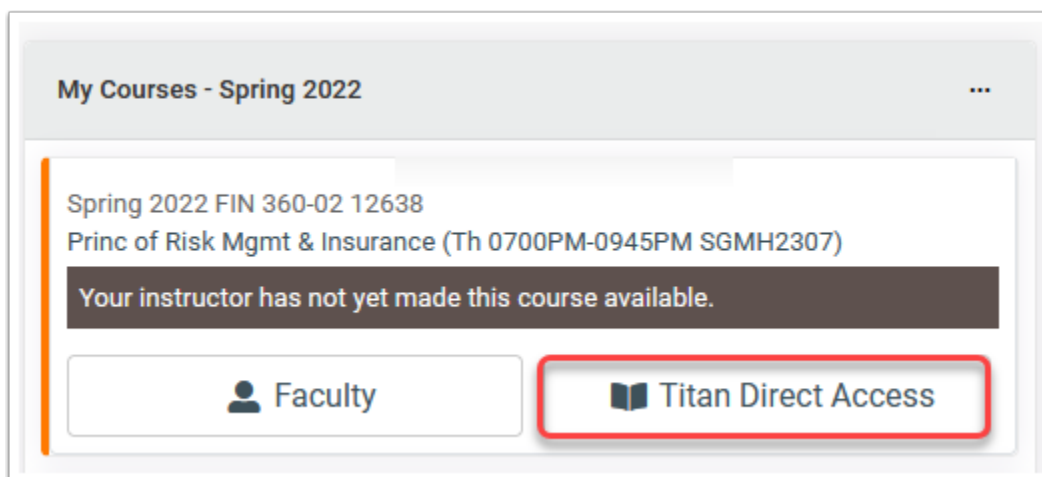 My Courses - Spring 2022 ...
Spring 2022 FIN 360-02 12638
Princ of Risk Mgmt & Insurance (Th 0700PM-0945PM SGMH2307)
Your instructor has not yet made this course available.
Faculty Titan Direct Access